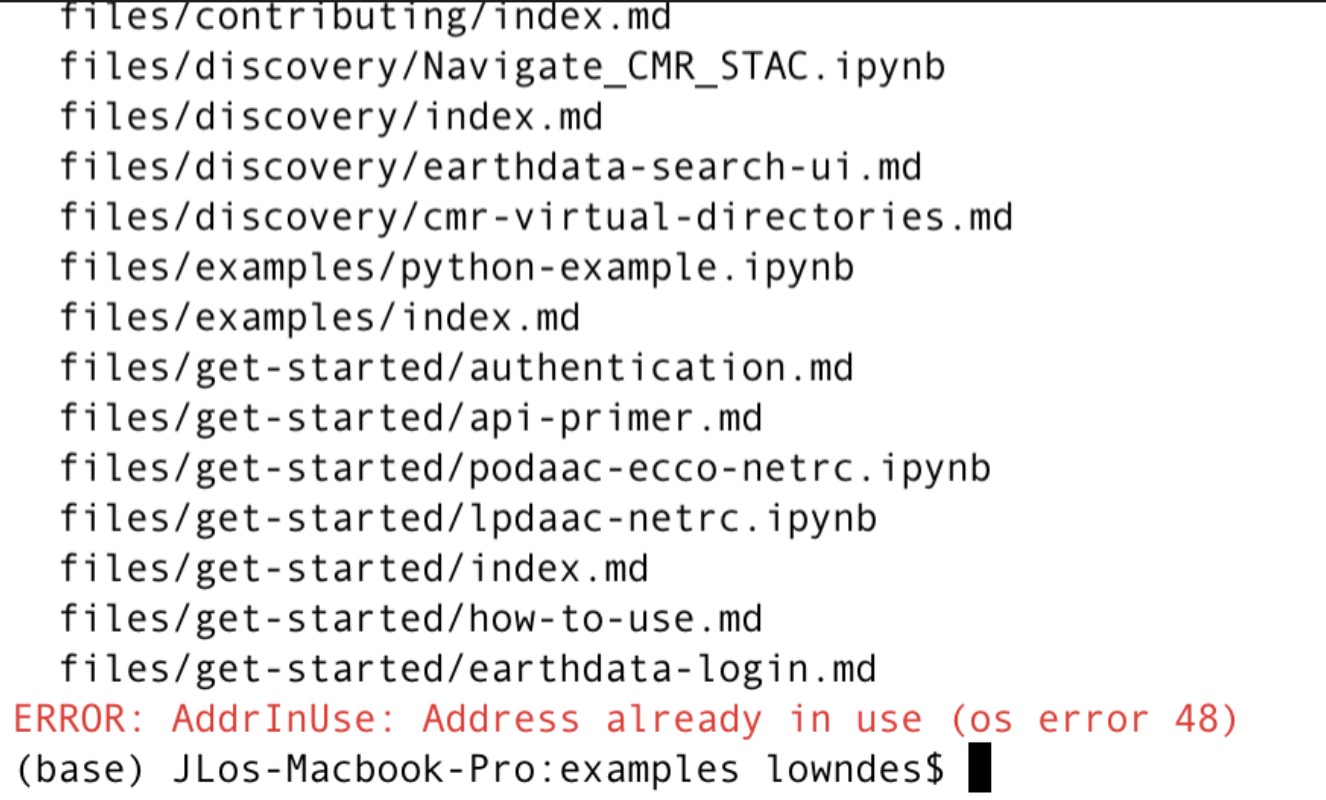 files/contributing/index.md
files/discovery/Navigate_CMR_STAC.ipynb
files/discovery/index.md
files/discovery/earthdata-search-ui.md
files/discovery/cmr-virtual-directories.md
files/examples/python-example.ipynb
files/examples/index.md
files/get-started/authentication.md
files/get-started/api-primer.md
files/get-started/podaac-ecco-netrc.ipynb
files/get-started/lpdaac-netrc.ipynb
files/get-started/index.md
files/get-started/how-to-use.md
files/get-started/earthdata-login.md
ERROR: AddrInUse: Address already in use (os error 48)
(base) JLos-Macbook-Pro:examples lowndes$